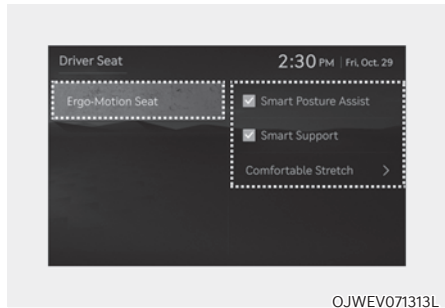 Driver Seat
2:30 PM | Fri, Oct. 29
Ergo-Motion Seat
Smart Posture Assist
Smart Support
Comfortable Stretch >
OJWEV071313L